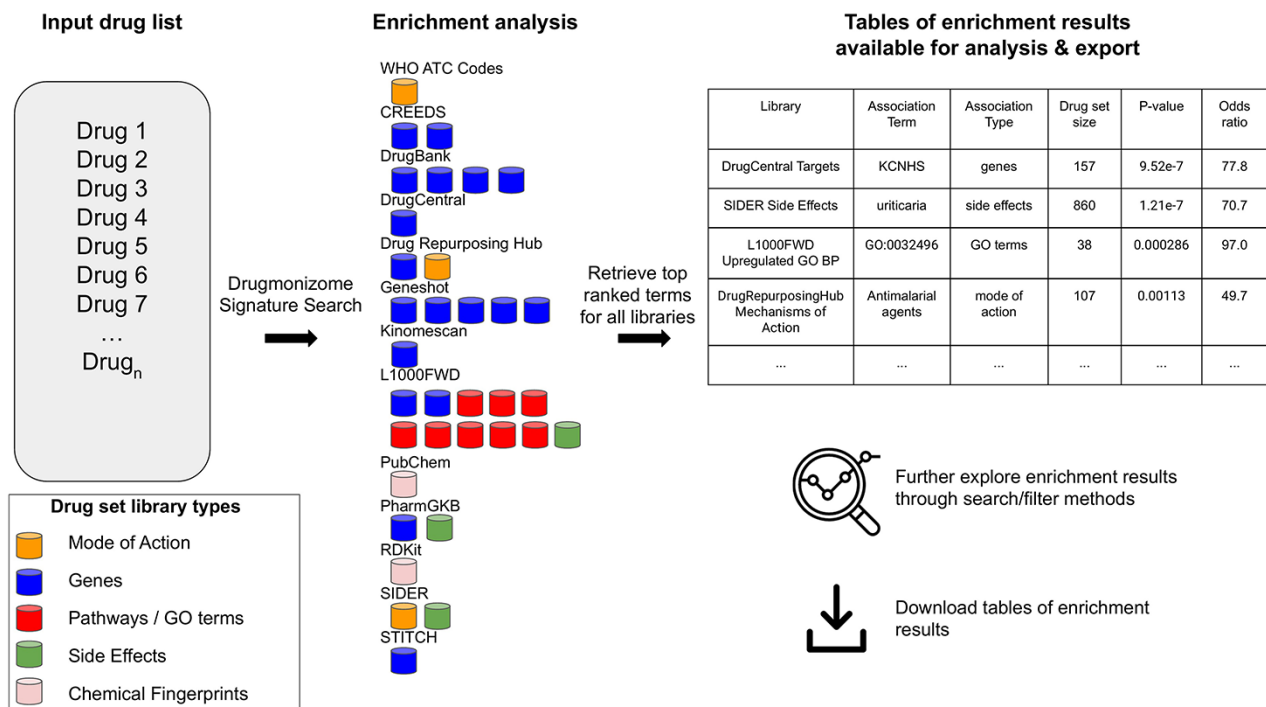 Input drug list
Drug 1
Drug 2
Drug 3
Drug 4
Drug 5
Drug 6
Drug 7
...
Drugn
Drug set library types
Mode of Action
Genes
Pathways / GO terms
Side Effects
Chemical Fingerprints
Drugmonizome
Signature Search
Enrichment analysis
WHO ATC Codes
CREEDS
DrugBank
DrugCentral
Drug Repurposing Hub
Geneshot
Kinomescan
L1000FWD
PubChem
PharmGKB
RDKit
SIDER
STITCH
Retrieve top
ranked terms
for all libraries
Tables of enrichment results
available for analysis & export
Library Association Term Association Type Drug set size P-value Odds ratio
DrugCentral Targets KCNHS genes 157 9.52e-7 77.8
SIDER Side Effects uriticaria side effects 860 1.21e-7 70.7
L1000FWD Upregulated GO BP GO:0032496 GO terms 38 0.000286 97.0
DrugRepurposingHub Mechanisms of Action Antimalarial agents mode of action 107 0.00113 49.7
... ... ... ... ... ...
Further explore enrichment results
through search/filter methods
Download tables of enrichment
results